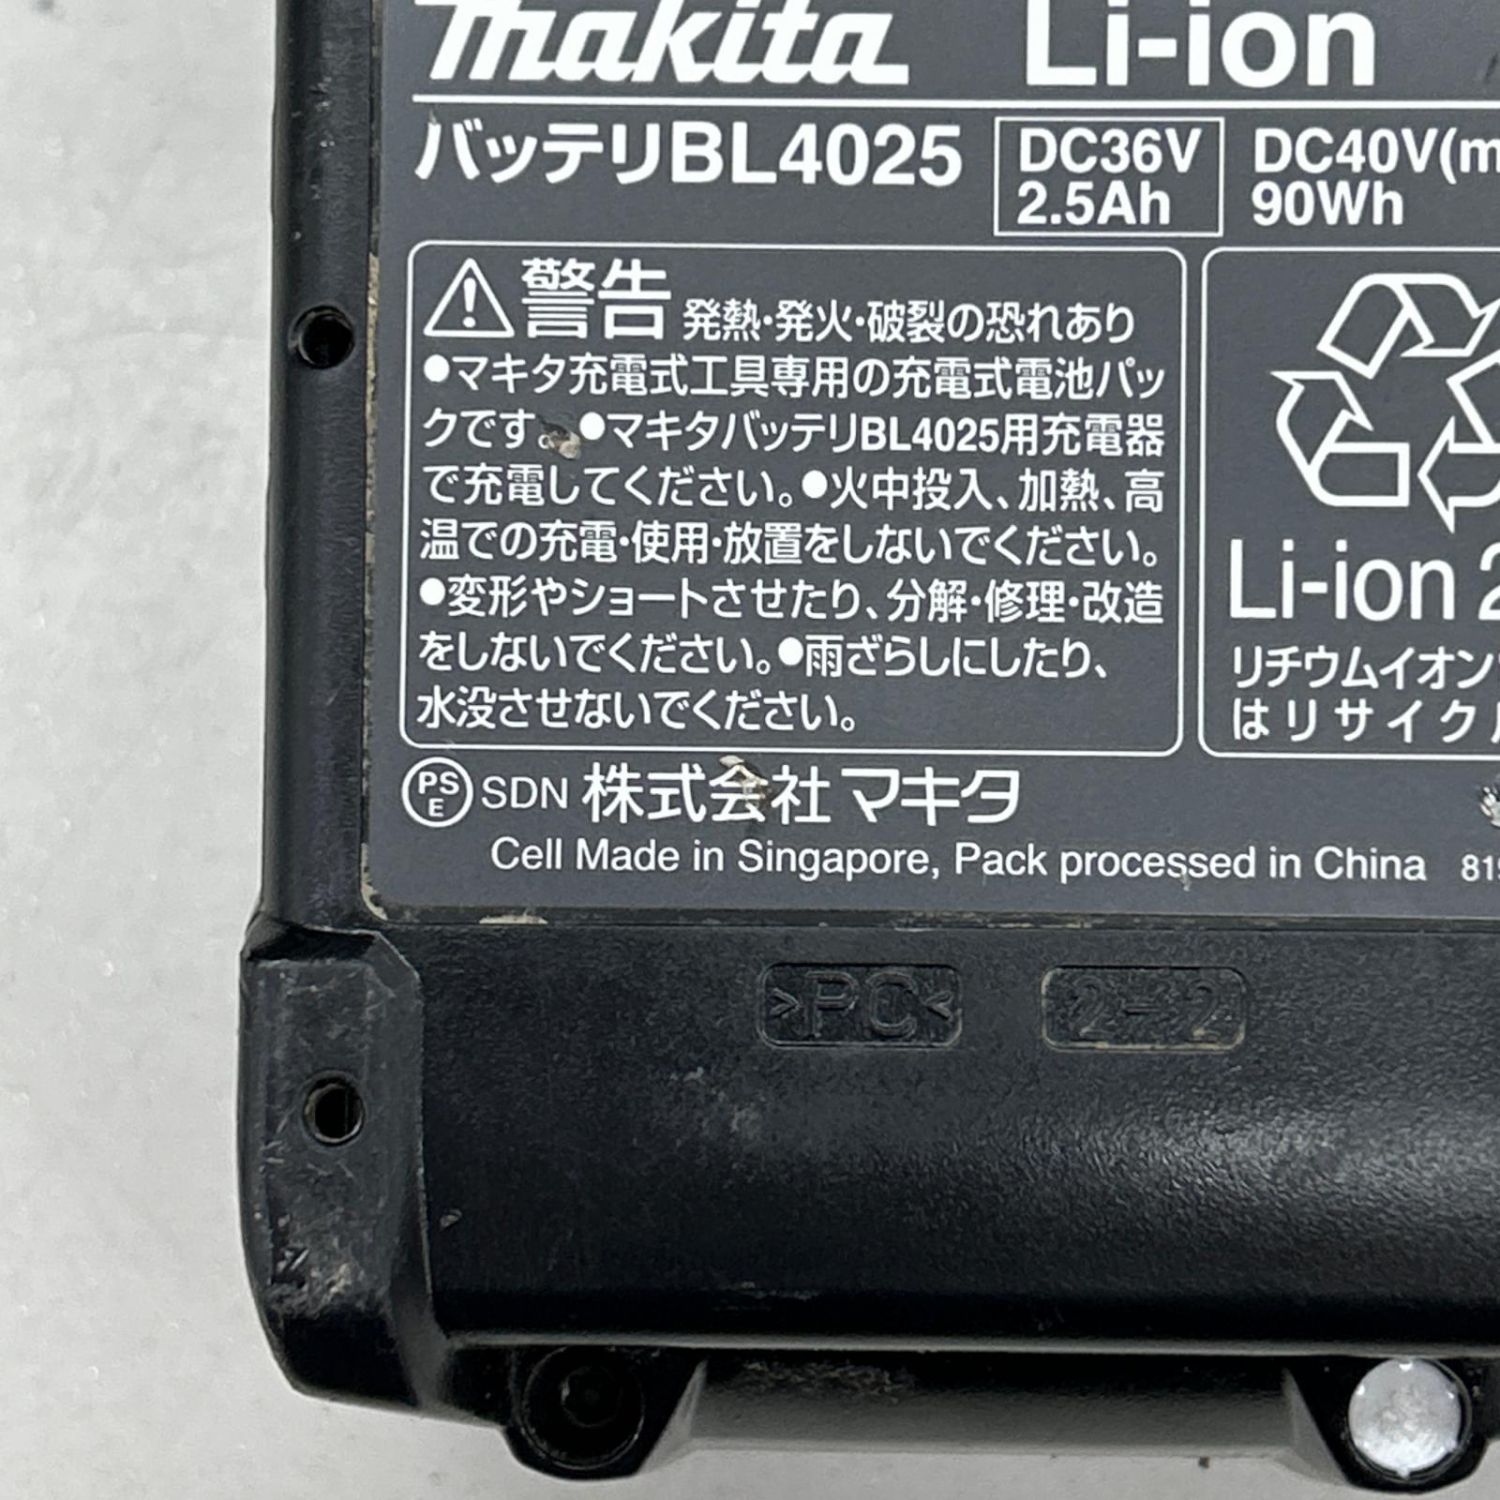 makita Li-ion
バッテリBL4025 DC36V 2.5Ah DC40V(m 90Wh
警告 発熱・発火・破裂の恐れあり
●マキタ充電式工具専用の充電式電池パッ
クです。●マキタバッテリBL4025用充電器
で充電してください。●火中投入、加熱、高
温での充電・使用・放置をしないでください。
●変形やショートさせたり、分解・修理・改造
をしないでください。●雨ざらしにしたり、
水没させないでください。
Li-ion 2
リチウムイオン
はリサイクル
PS
E
SDN 株式会社マキタ
Cell Made in Singapore, Pack processed in China 819
>PC< 2-2